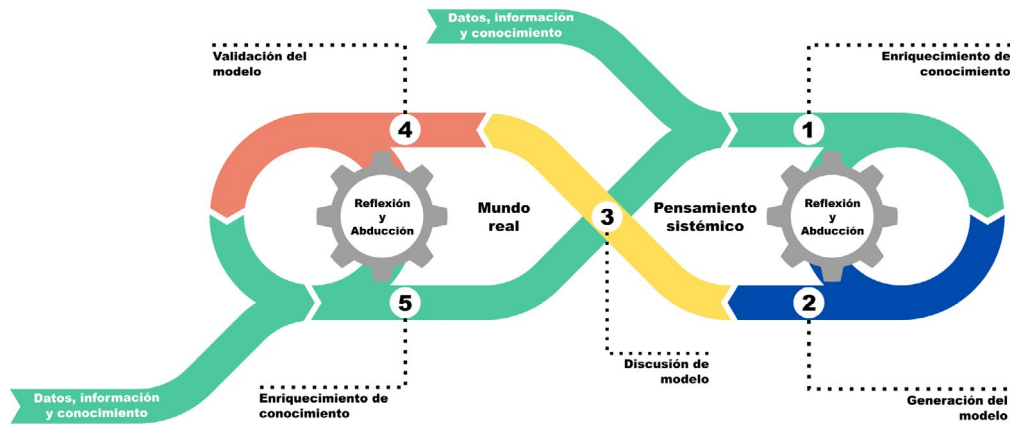 Datos, información
y conocimiento
Validación del
modelo
Enriquecimiento de
conocimiento
4
1
Reflexión
y
Abducción
Mundo
real
3
Pensamiento
sistémico
Reflexión
y
Abducción
5
2
Discusión de
modelo
Datos, información
y conocimiento
Enriquecimiento de
conocimiento
Generación del
modelo